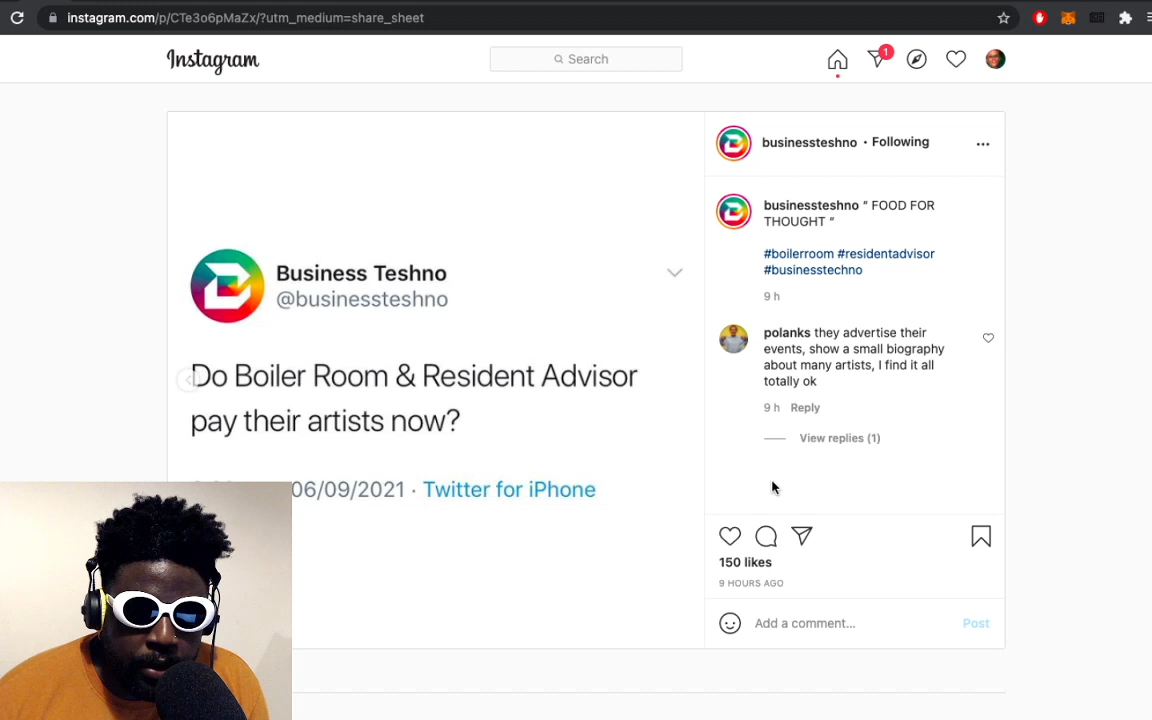 instagram.com/p/CTe3o6pMaZx/?utm_medium=share_sheet
Instagram
Search
1
Business Teshno
@businessteshno
Do Boiler Room & Resident Advisor
pay their artists now?
06/09/2021 · Twitter for iPhone
businessteshno • Following
businessteshno “ FOOD FOR
THOUGHT “
#boilerroom #residentadvisor
#businesstechno
9 h
polanks they advertise their
events, show a small biography
about many artists, I find it all
totally ok
9 h Reply
View replies (1)
150 likes
9 HOURS AGO
Add a comment...
Post